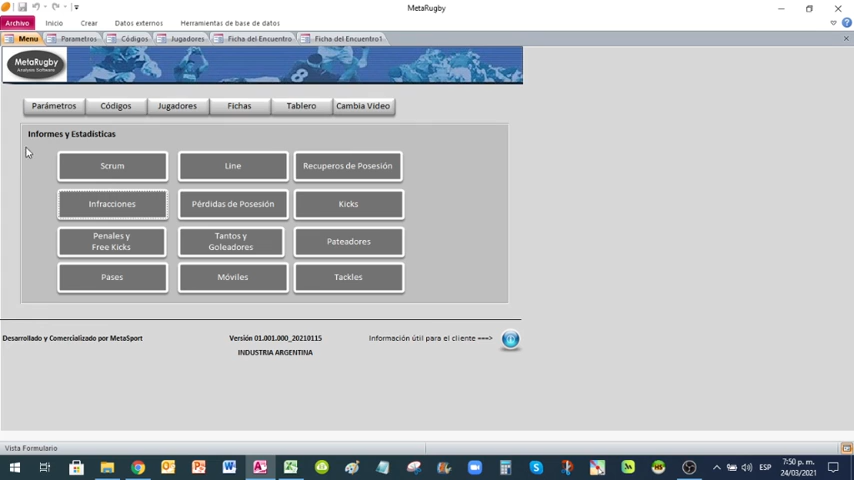 MetaRugby
Archivo Inicio Crear Datos externos Herramientas de base de datos
Menu Parametros Códigos Jugadores Ficha del Encuentro Ficha del Encuentro1
MetaRugby
Analysis Software
Parámetros Códigos Jugadores Fichas Tablero Cambia Video
Informes y Estadísticas
Scrum Line Recuperos de Posesión
Infracciones Pérdidas de Posesión Kicks
Penales y Free Kicks Tantos y Goleadores Pateadores
Pases Móviles Tackles
Desarrollado y Comercializado por MetaSport Versión 01.001.000_20210115 Información útil para el cliente ===>
INDUSTRIA ARGENTINA
Vista Formulario
ESP 7:50 p. m.
24/03/2021